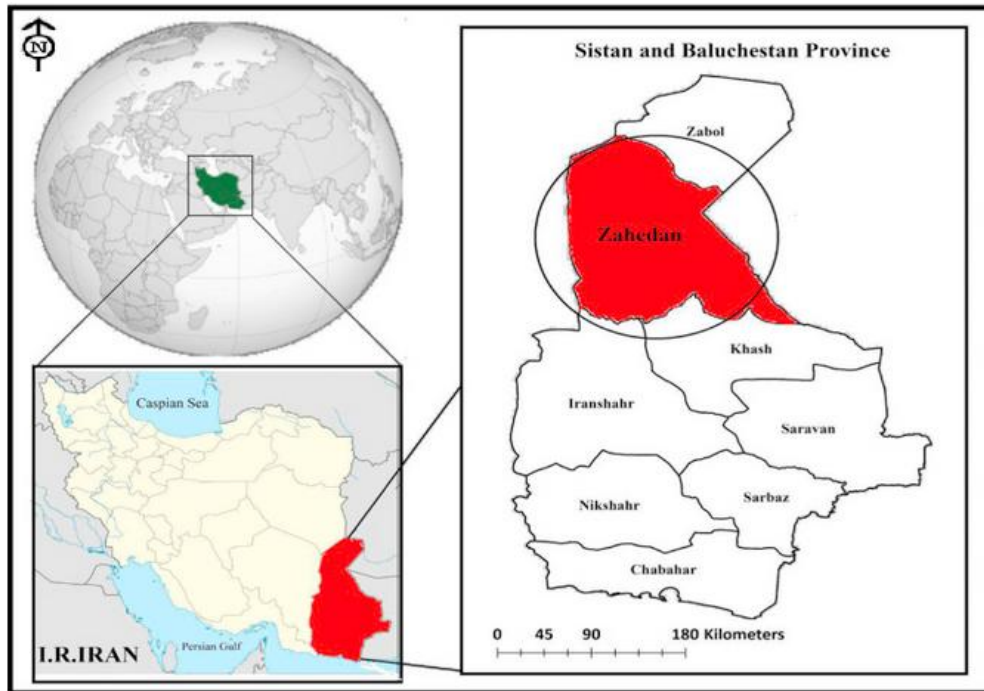 N
Caspian Sea
Persian Gulf
I.R.IRAN
Sistan and Baluchestan Province
Zabol
Zahedan
Khash
Iranshahr
Saravan
Nikshahr
Sarbaz
Chabahar
0 45 90 180 Kilometers